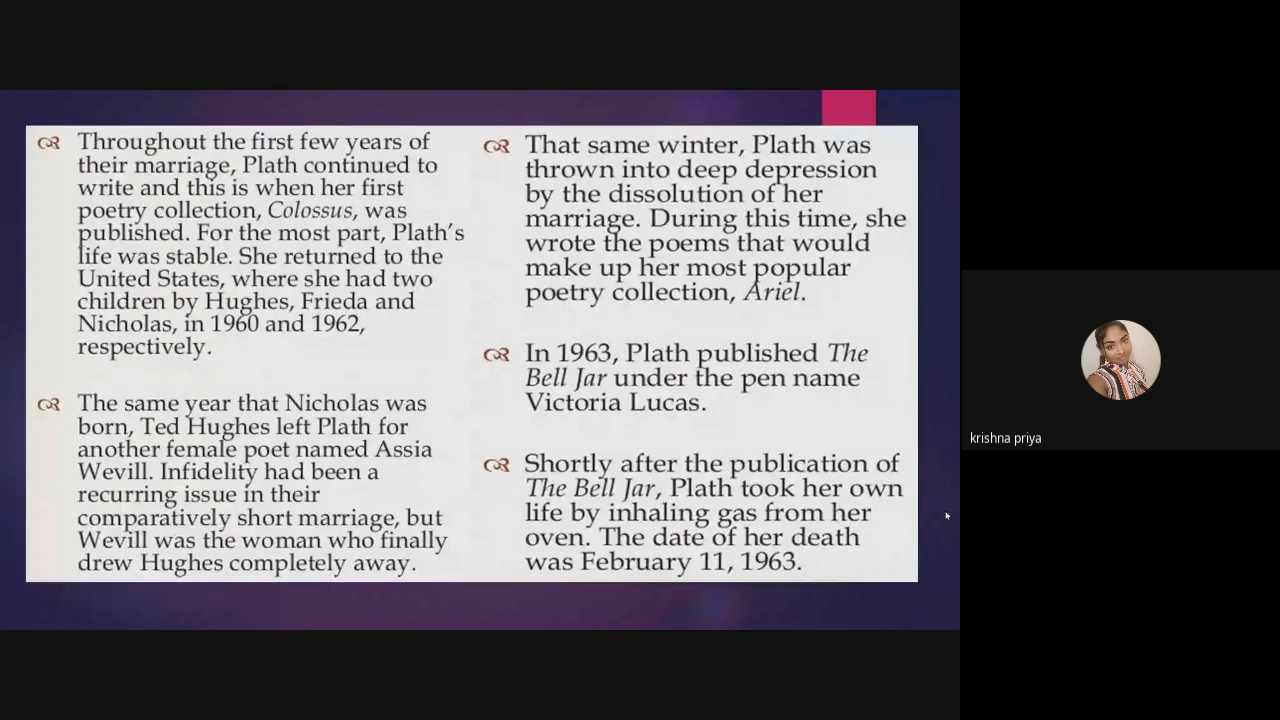 Throughout the first few years of
their marriage, Plath continued to
write and this is when her first
poetry collection, Colossus, was
published. For the most part, Plath's
life was stable. She returned to the
United States, where she had two
children by Hughes, Frieda and
Nicholas, in 1960 and 1962,
respectively.
The same year that Nicholas was
born, Ted Hughes left Plath for
another female poet named Assia
Wevill. Infidelity had been a
recurring issue in their
comparatively short marriage, but
Wevill was the woman who finally
drew Hughes completely away.
That same winter, Plath was
thrown into deep depression
by the dissolution of her
marriage. During this time, she
wrote the poems that would
make up her most popular
poetry collection, Ariel.
In 1963, Plath published The
Bell Jar under the pen name
Victoria Lucas.
Shortly after the publication of
The Bell Jar, Plath took her own
life by inhaling gas from her
oven. The date of her death
was February 11, 1963.
krishna priya